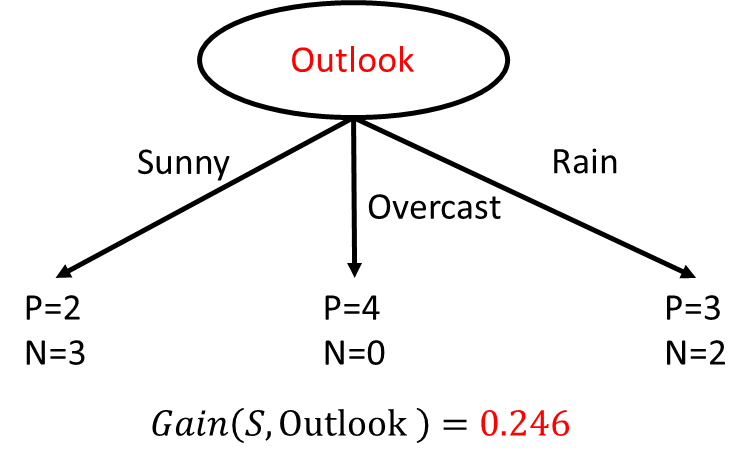 Outlook
Sunny
Rain
Overcast
P=2
P=4
P=3
N=3
N=0
N=2
Gain(S,Outlook ) = 0.246